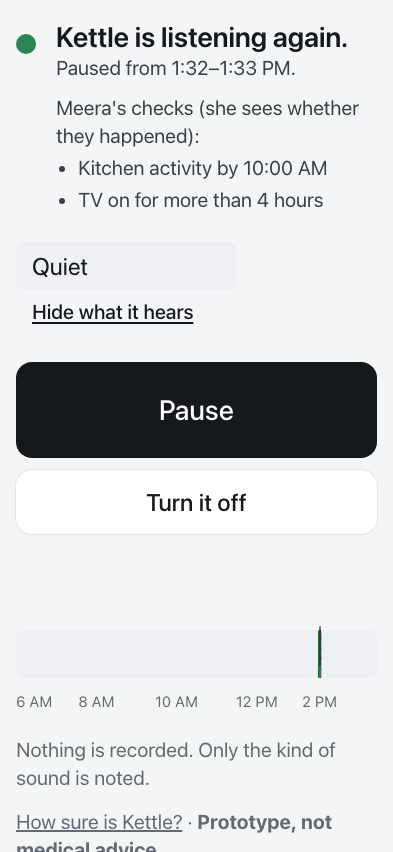 Kettle is listening again.
Paused from 1:32–1:33 PM.
Meera's checks (she sees whether
they happened):
• Kitchen activity by 10:00 AM
• TV on for more than 4 hours
Quiet
Hide what it hears
Pause
Turn it off
6 AM 8 AM 10 AM 12 PM 2 PM
Nothing is recorded. Only the kind of
sound is noted.
How sure is Kettle? · Prototype, not
medical advice